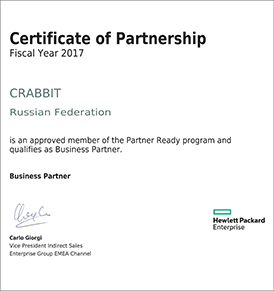 Certificate of Partnership
Fiscal Year 2017
CRABBIT
Russian Federation
is an approved member of the Partner Ready program and
qualifies as Business Partner.
Business Partner
Carlo Giorgi
Vice President Indirect Sales
Enterprise Group EMEA Channel
Hewlett Packard
Enterprise